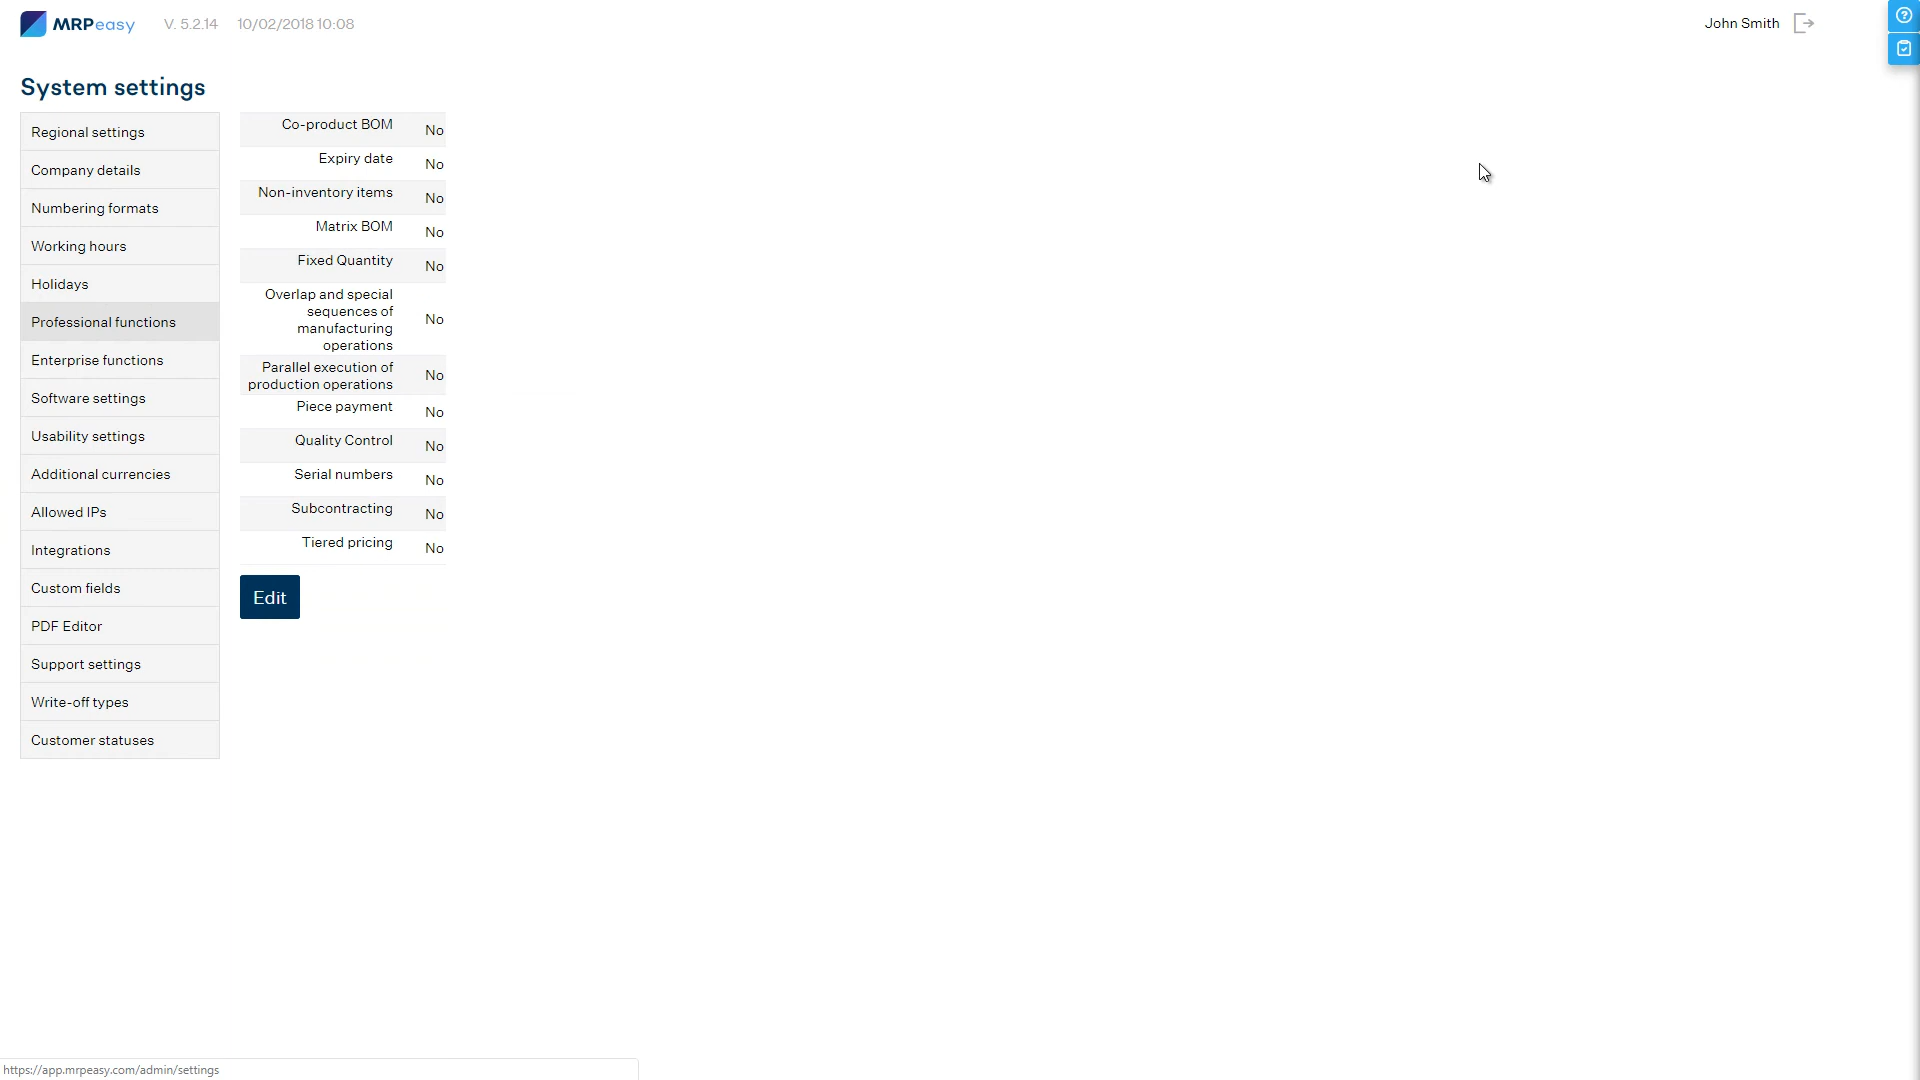 MRPeasy V. 5.2.14 10/02/2018 10:08 John Smith
System settings
Regional settings
Company details
Numbering formats
Working hours
Holidays
Professional functions
Enterprise functions
Software settings
Usability settings
Additional currencies
Allowed IPs
Integrations
Custom fields
PDF Editor
Support settings
Write-off types
Customer statuses
Co-product BOM No
Expiry date No
Non-inventory items No
Matrix BOM No
Fixed Quantity No
Overlap and special
sequences of
manufacturing
operations No
Parallel execution of
production operations No
Piece payment No
Quality Control No
Serial numbers No
Subcontracting No
Tiered pricing No
Edit
https://app.mrpeasy.com/admin/settings